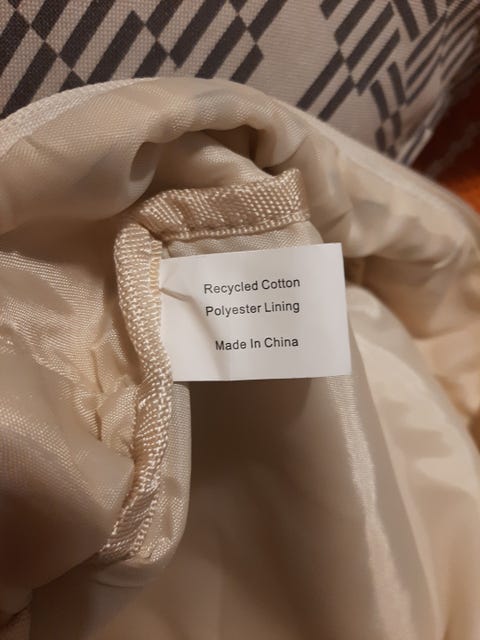 Recycled Cotton
Polyester Lining
Made In China